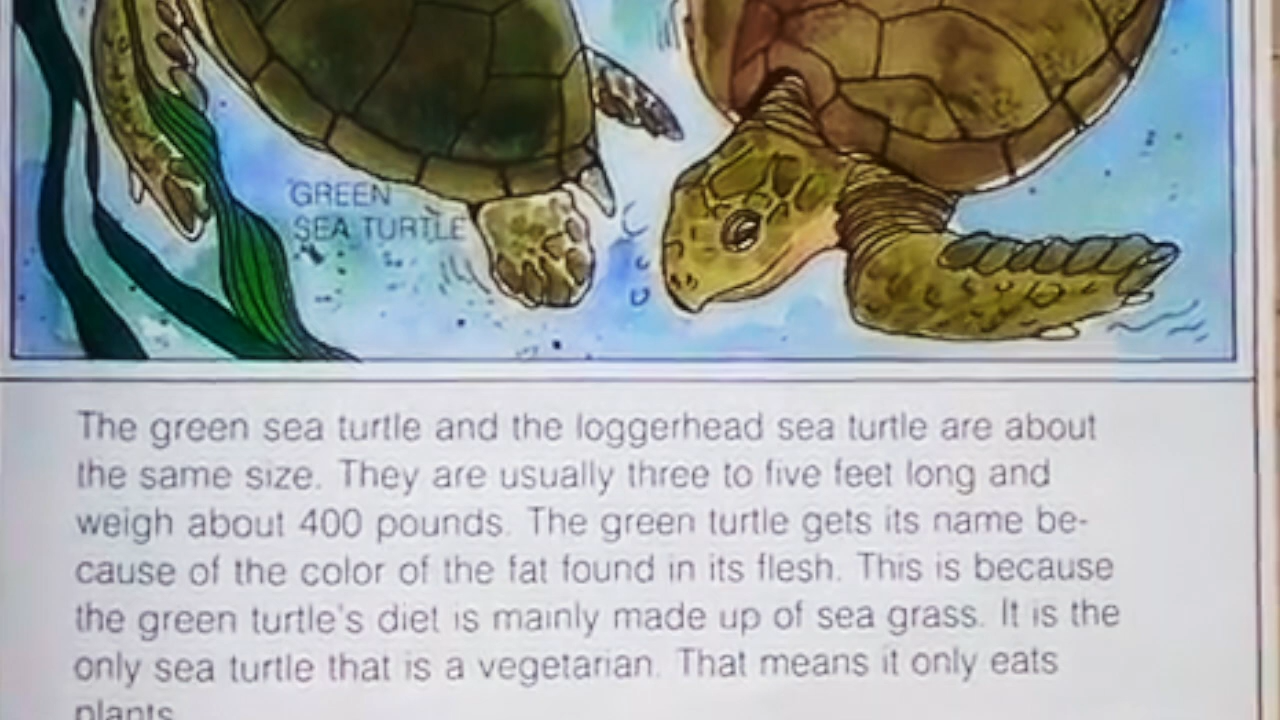 GREEN
SEA TURTLE
The green sea turtle and the loggerhead sea turtle are about
the same size. They are usually three to five feet long and
weigh about 400 pounds. The green turtle gets its name be-
cause of the color of the fat found in its flesh. This is because
the green turtle's diet is mainly made up of sea grass. It is the
only sea turtle that is a vegetarian. That means it only eats
plants